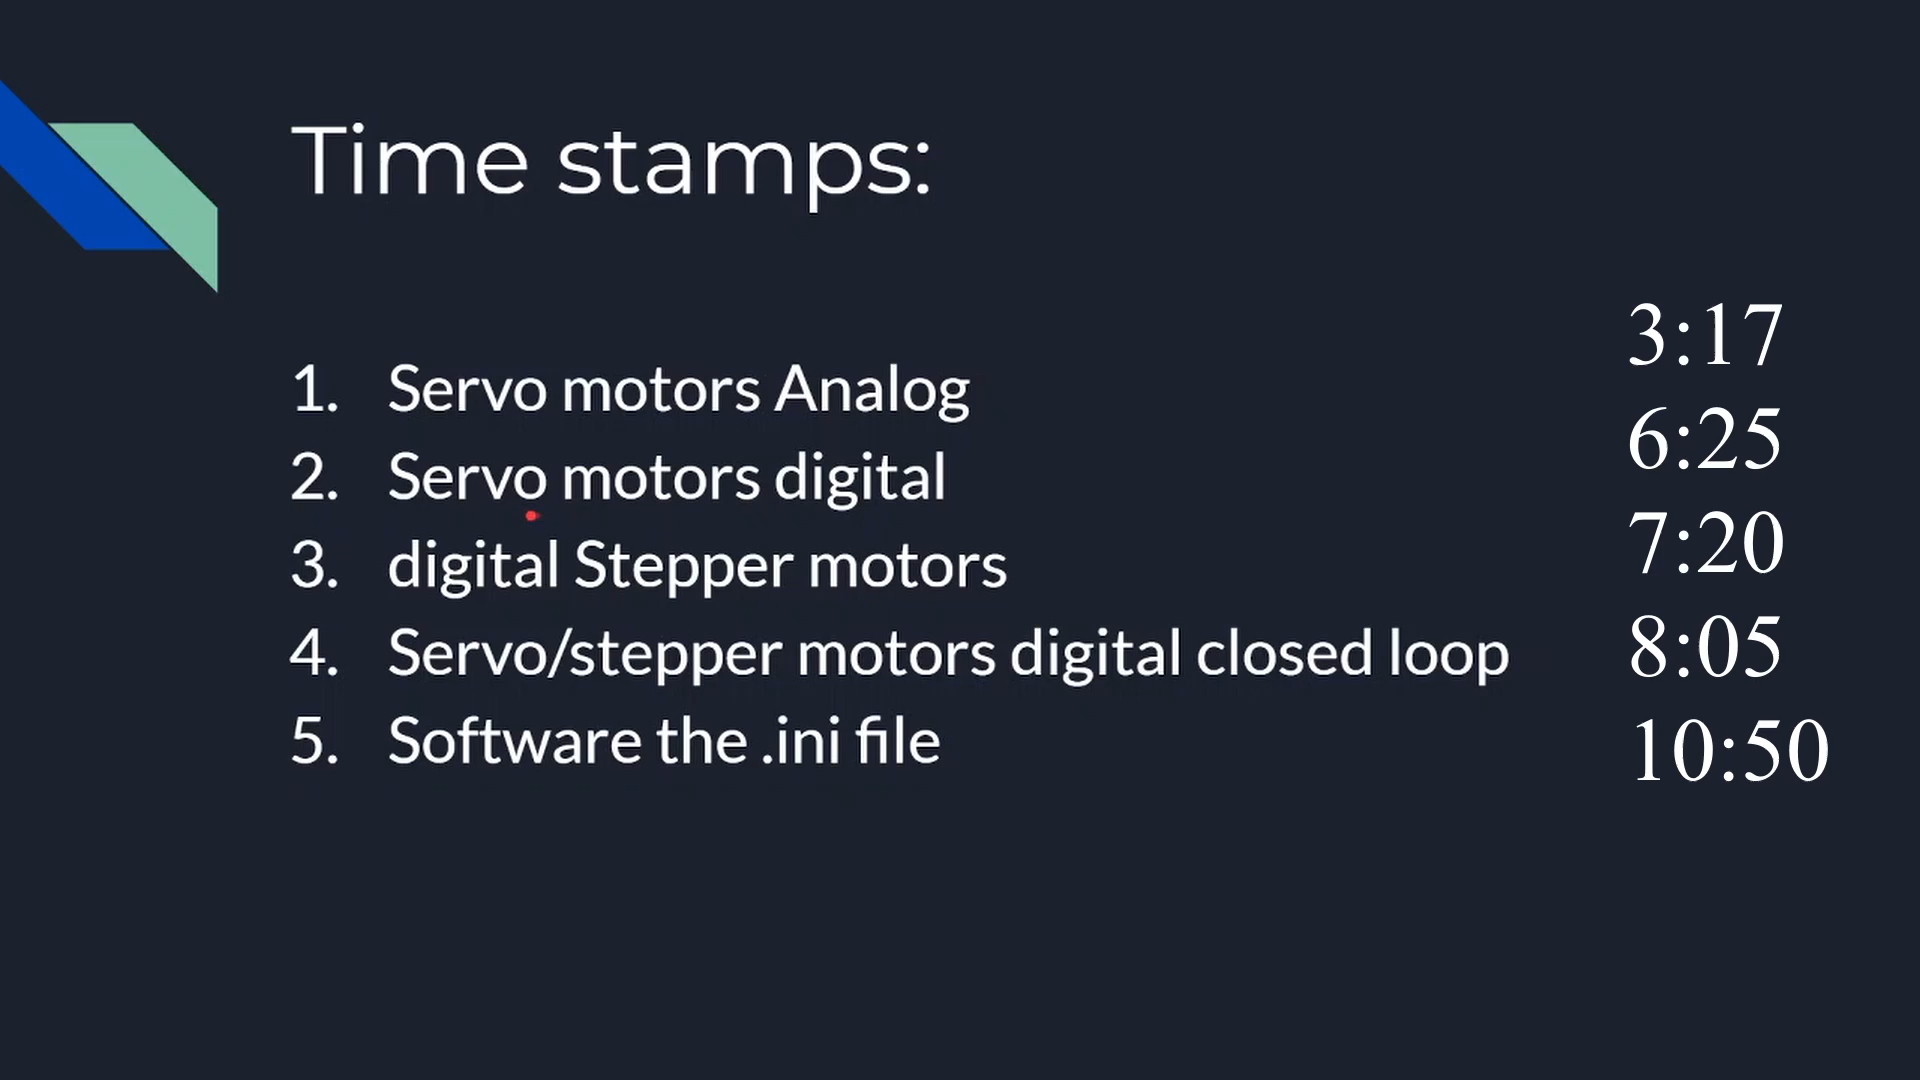 Time stamps:
1. Servo motors Analog
2. Servo motors digital
3. digital Stepper motors
4. Servo/stepper motors digital closed loop
5. Software the .ini file
3:17
6:25
7:20
8:05
10:50